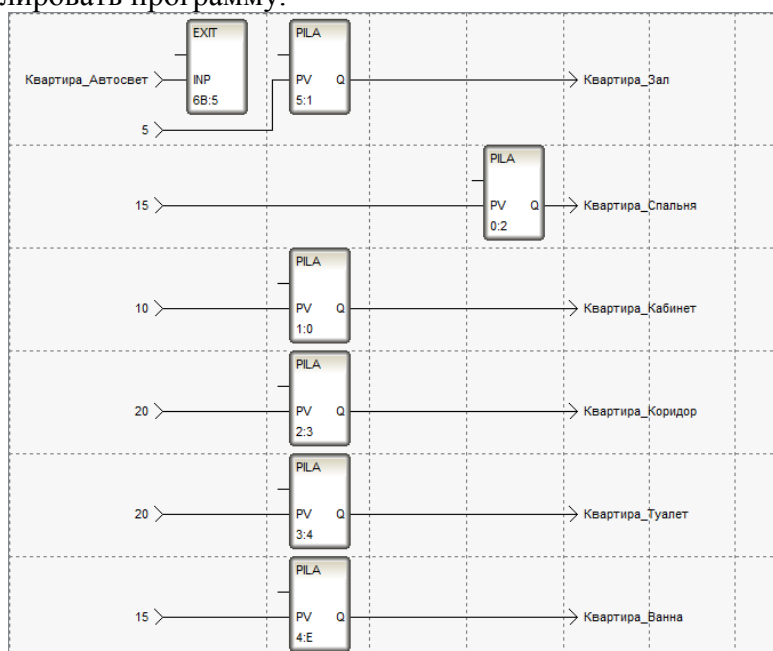 лировать программу.
EXIT PILA
Квартира_Автосвет INP PV Q Квартира_Зал
6B:5 5:1
5
PILA
15 PV Q Квартира_Спальня
0:2
PILA
10 PV Q Квартира_Кабинет
1:0
PILA
20 PV Q Квартира_Коридор
2:3
PILA
20 PV Q Квартира_Туалет
3:4
PILA
15 PV Q Квартира_Ванна
4:E